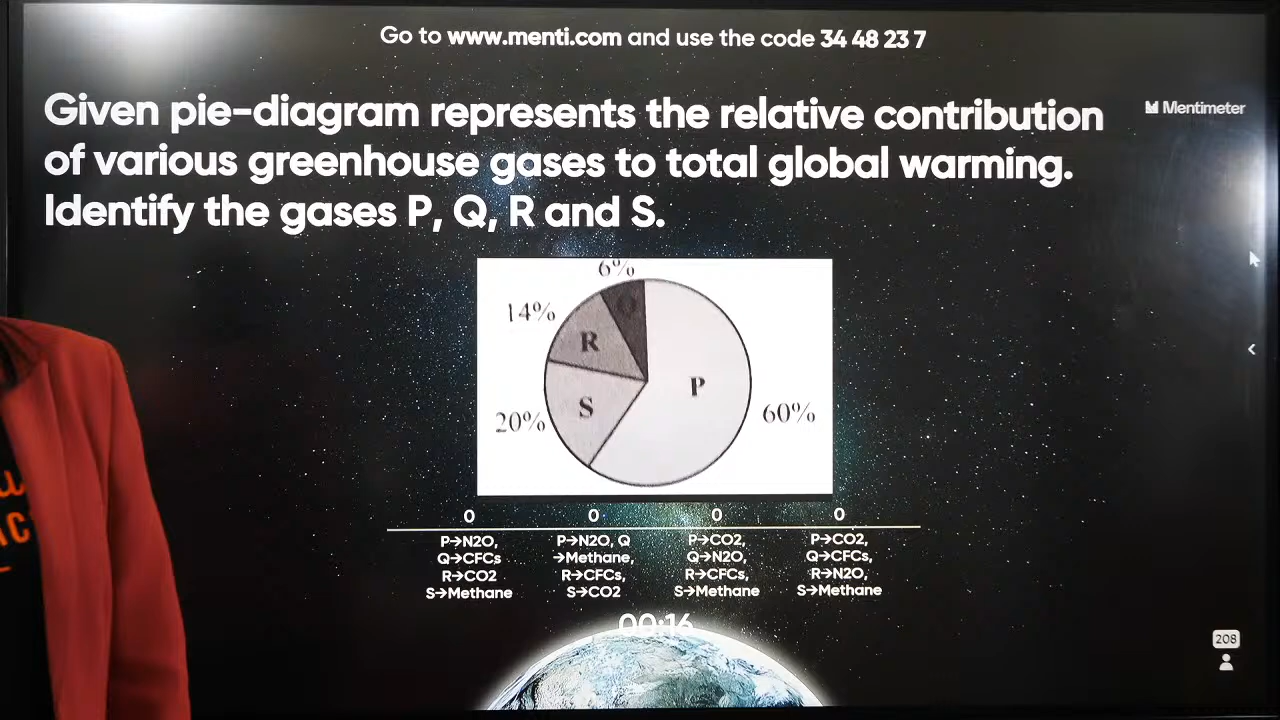 Go to www.menti.com and use the code 34 48 23 7
Given pie-diagram represents the relative contribution
of various greenhouse gases to total global warming.
Identify the gases P, Q, R and S.
Mentimeter
6%
14%
R
P
S
20%
60%
0
0
0
0
P→N2O,
Q→CFCs
R→CO2
S→Methane
P→N2O, Q
→Methane,
R→CFCs,
S→CO2
P→CO2,
Q→N2O,
R→CFCs,
S→Methane
P→CO2,
Q→CFCs,
R→N2O,
S→Methane
00:16
208